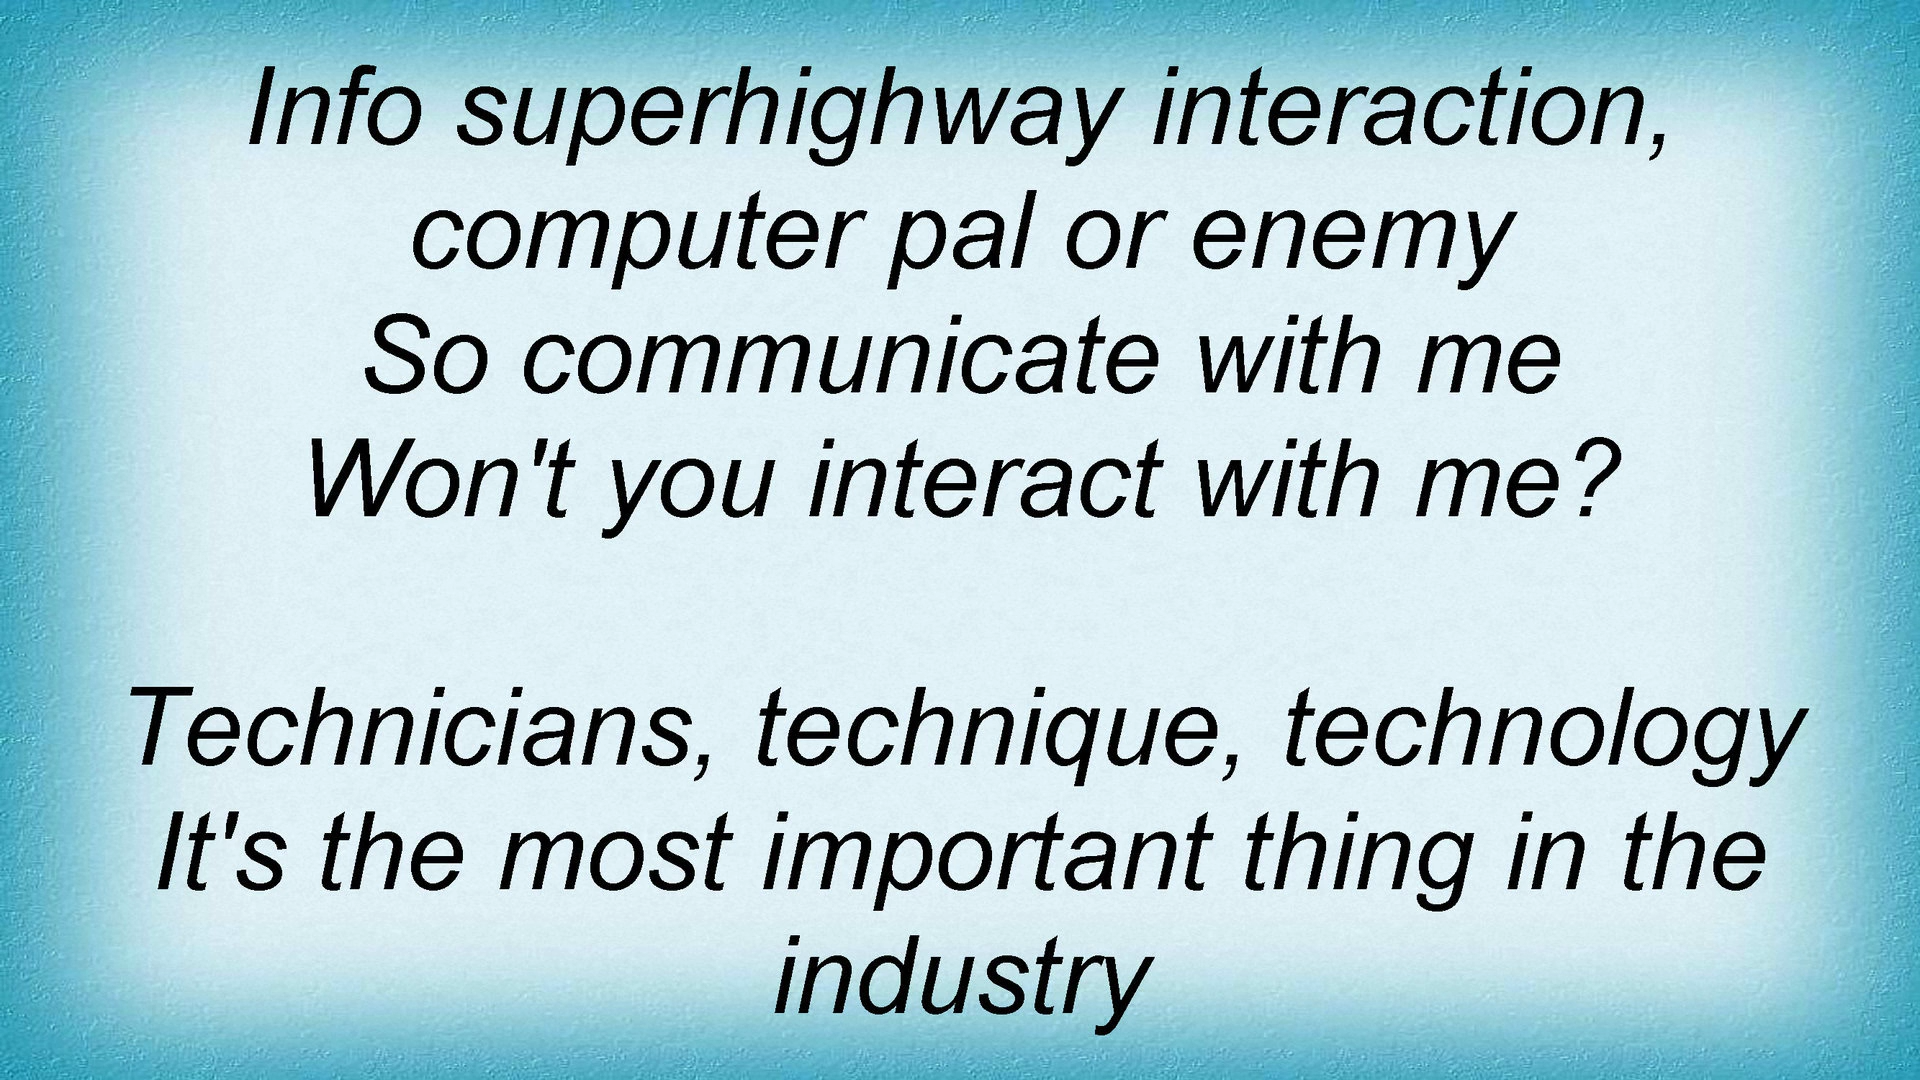 Info superhighway interaction,
computer pal or enemy
So communicate with me
Won't you interact with me?
Technicians, technique, technology
It's the most important thing in the
industry